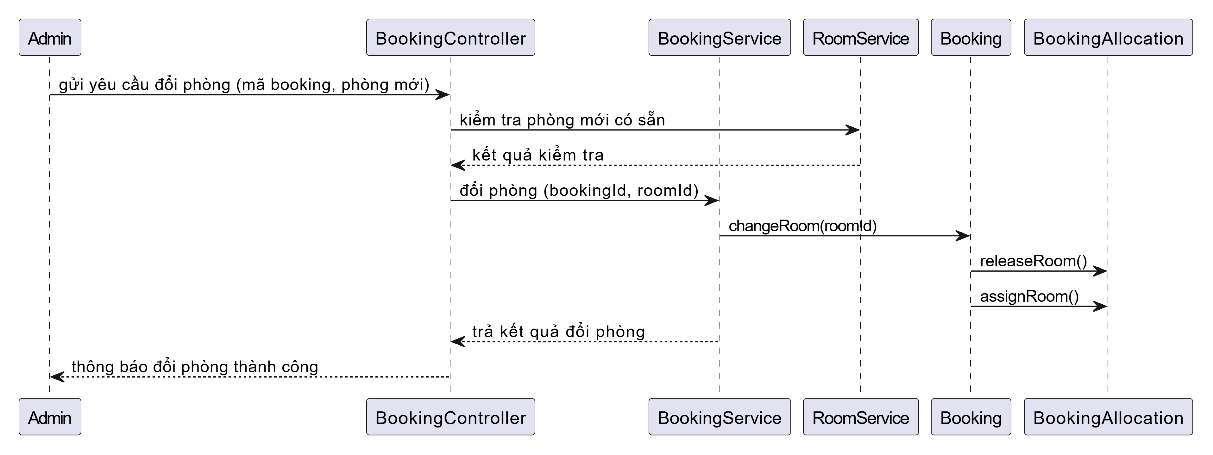 Admin BookingController BookingService RoomService Booking BookingAllocation
gửi yêu cầu đổi phòng (mã booking, phòng mới)
kiểm tra phòng mới có sẵn
kết quả kiểm tra
đổi phòng (bookingId, roomId)
changeRoom(roomId)
releaseRoom()
assignRoom()
trả kết quả đổi phòng
thông báo đổi phòng thành công
Admin BookingController BookingService RoomService Booking BookingAllocation